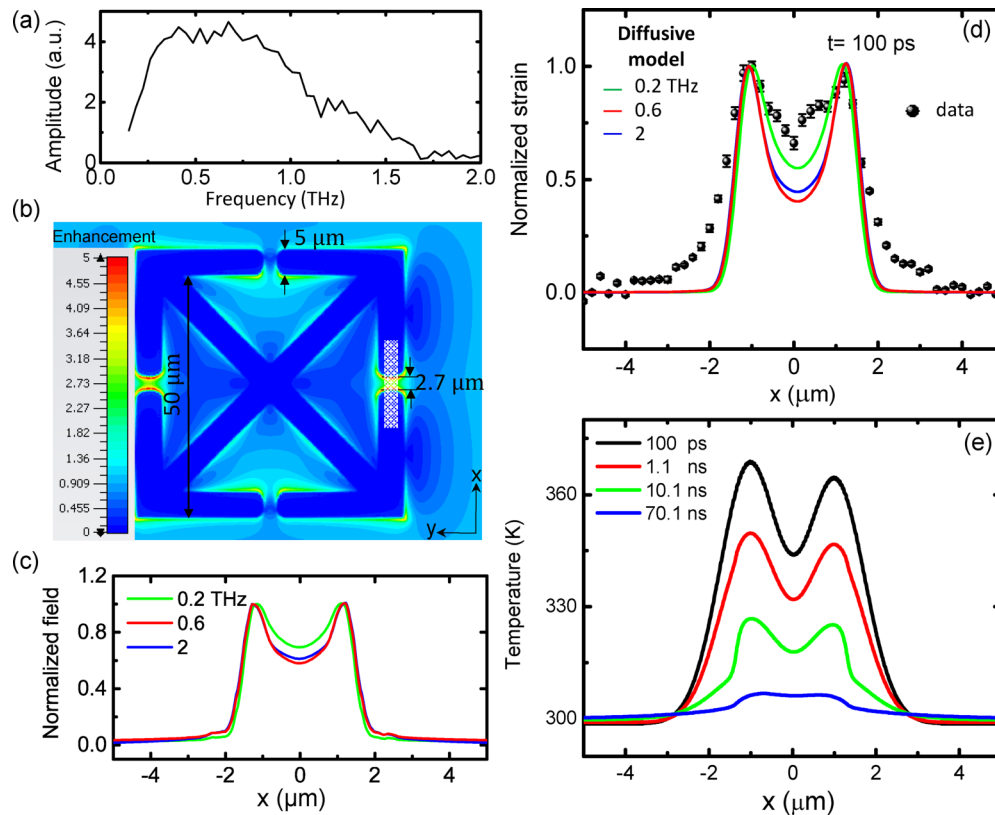 (a)
Amplitude (a.u.)
4
2
0
0.0 0.5 1.0 1.5 2.0
Frequency (THz)
(b)
Enhancement
5
4.55
4.09
3.64
3.18
2.73
2.27
1.82
1.36
0.909
0.455
0
5 μm
50 μm
2.7 μm
x
y
(c)
Normalized field
1.2
0.8
0.4
0.0
0.2 THz
0.6
2
-4 -2 0 2 4
x (μm)
(d)
Normalized strain
1.0
0.5
0.0
Diffusive
model
0.2 THz
0.6
2
t= 100 ps
data
-4 -2 0 2 4
x (μm)
(e)
Temperature (K)
360
330
300
100 ps
1.1 ns
10.1 ns
70.1 ns
-4 -2 0 2 4
x (μm)